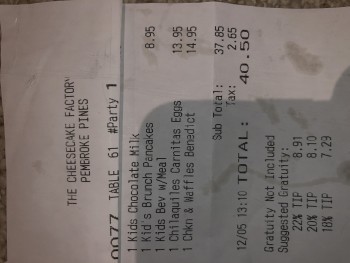 THE CHEESECAKE FACTORY
PEMBROKE PINES
0077 TABLE 61 #Party 1
1 Kids Chocolate Milk
1 Kid's Brunch Pancakes 8.95
1 Kids Bev w/Meal
1 Chilaquiles Carnitas Eggs 13.95
1 Chkn & Waffles Benedict 14.95
Sub Total: 37.85
Tax: 2.65
12/05 13:10 TOTAL: 40.50
Gratuity Not Included
Suggested Gratuity:
22% TIP 8.91
20% TIP 8.10
18% TIP 7.29